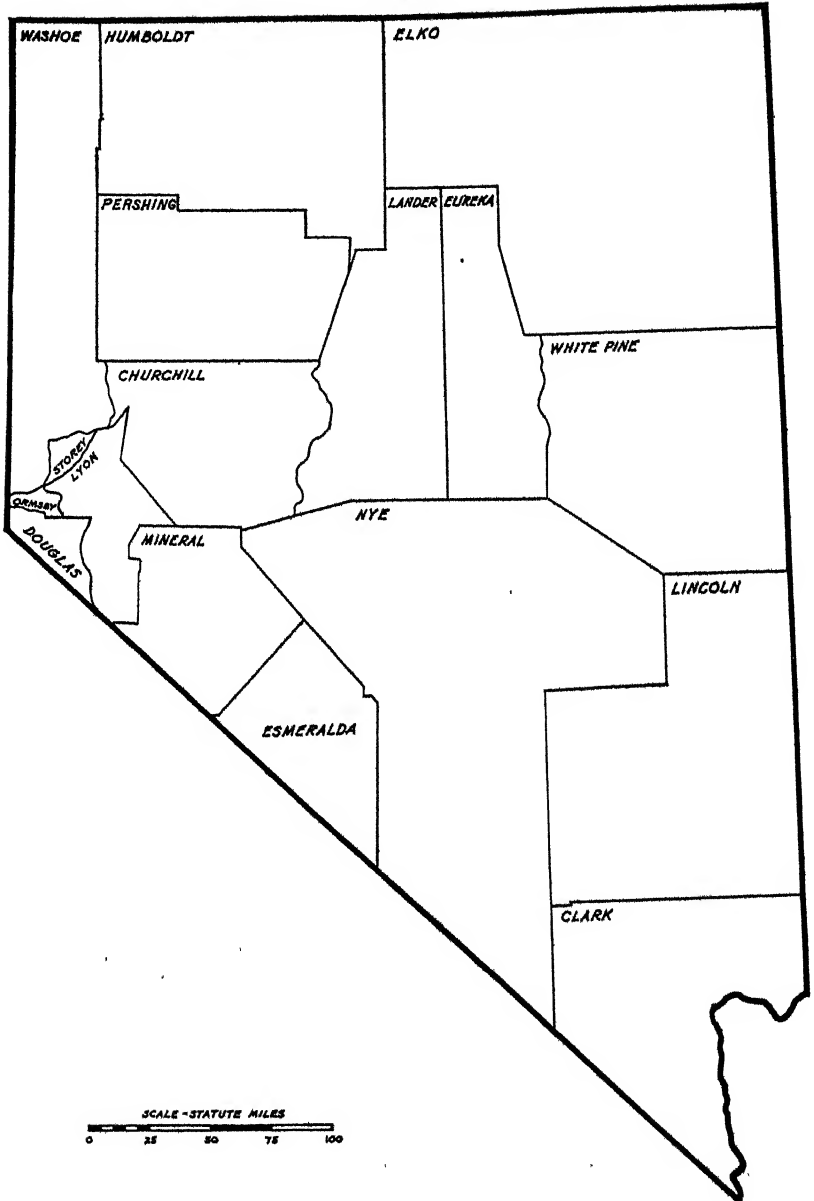 WASHOE
HUMBOLDT
ELKO
PERSHING
LANDER
EUREKA
CHURCHILL
WHITE PINE
STOREY
LYON
ORMSBY
NYE
DOUGLAS
MINERAL
LINCOLN
ESMERALDA
CLARK
SCALE-STATUTE MILES
0 25 50 75 100